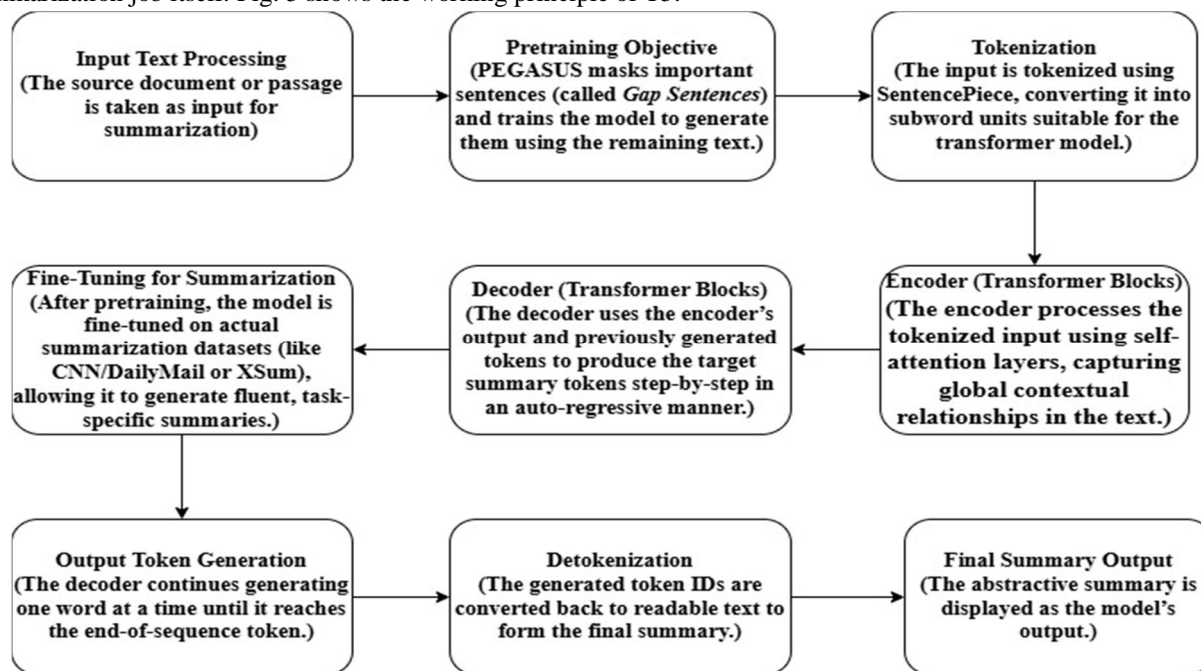 marization job itself. Fig. 3 shows the working principle of T5.
Input Text Processing
(The source document or passage
is taken as input for
summarization)
Pretraining Objective
(PEGASUS masks important
sentences (called Gap Sentences)
and trains the model to generate
them using the remaining text.)
Tokenization
(The input is tokenized using
SentencePiece, converting it into
subword units suitable for the
transformer model.)
Encoder (Transformer Blocks)
(The encoder processes the
tokenized input using self-
attention layers, capturing
global contextual
relationships in the text.)
Decoder (Transformer Blocks)
(The decoder uses the encoder’s
output and previously generated
tokens to produce the target
summary tokens step-by-step in
an auto-regressive manner.)
Fine-Tuning for Summarization
(After pretraining, the model is
fine-tuned on actual
summarization datasets (like
CNN/DailyMail or XSum),
allowing it to generate fluent, task-
specific summaries.)
Output Token Generation
(The decoder continues generating
one word at a time until it reaches
the end-of-sequence token.)
Detokenization
(The generated token IDs are
converted back to readable text to
form the final summary.)
Final Summary Output
(The abstractive summary is
displayed as the model’s
output.)